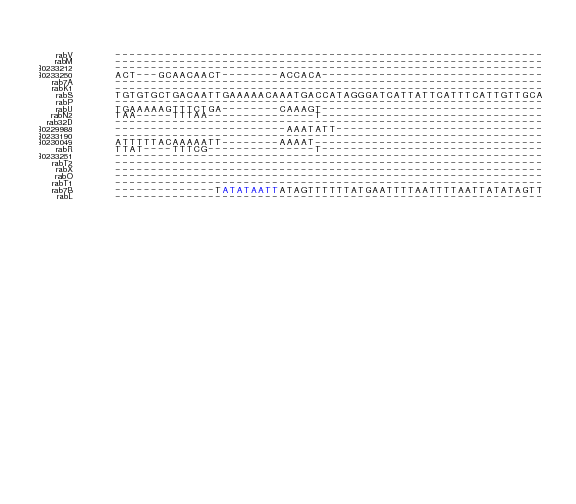 rabV ------------------------------------------------------------
rabM ------------------------------------------------------------
30233212 ------------------------------------------------------------
30233250 ACT---GCAACAACT--------ACCACA-------------------------------
rab7A ------------------------------------------------------------
rabK1 ------------------------------------------------------------
rabS TGTGTGCTGACAATTGAAAAACAAATGACCATAGGGATCATTATTCATTTCATTGTTGCA
rabP ------------------------------------------------------------
rabU TGAAAAAGTTTCTGA--------CAAAGT-------------------------------
rabN2 TAA-----TTTAA---------------T-------------------------------
rab32D ------------------------------------------------------------
30229988 ------------------------AAATATT-----------------------------
30233190 ------------------------------------------------------------
30230049 ATTTTTACAAAAATT--------AAAAT--------------------------------
rabR TTAT----TTTCG---------------T-------------------------------
30233251 ------------------------------------------------------------
rabT2 ------------------------------------------------------------
rabX ------------------------------------------------------------
rabO ------------------------------------------------------------
rabT1 ------------------------------------------------------------
rab7B --------------TATATAATTATAGTTTTTTATGAATTTTAATTTTAATTATATAGTT
rabL ------------------------------------------------------------